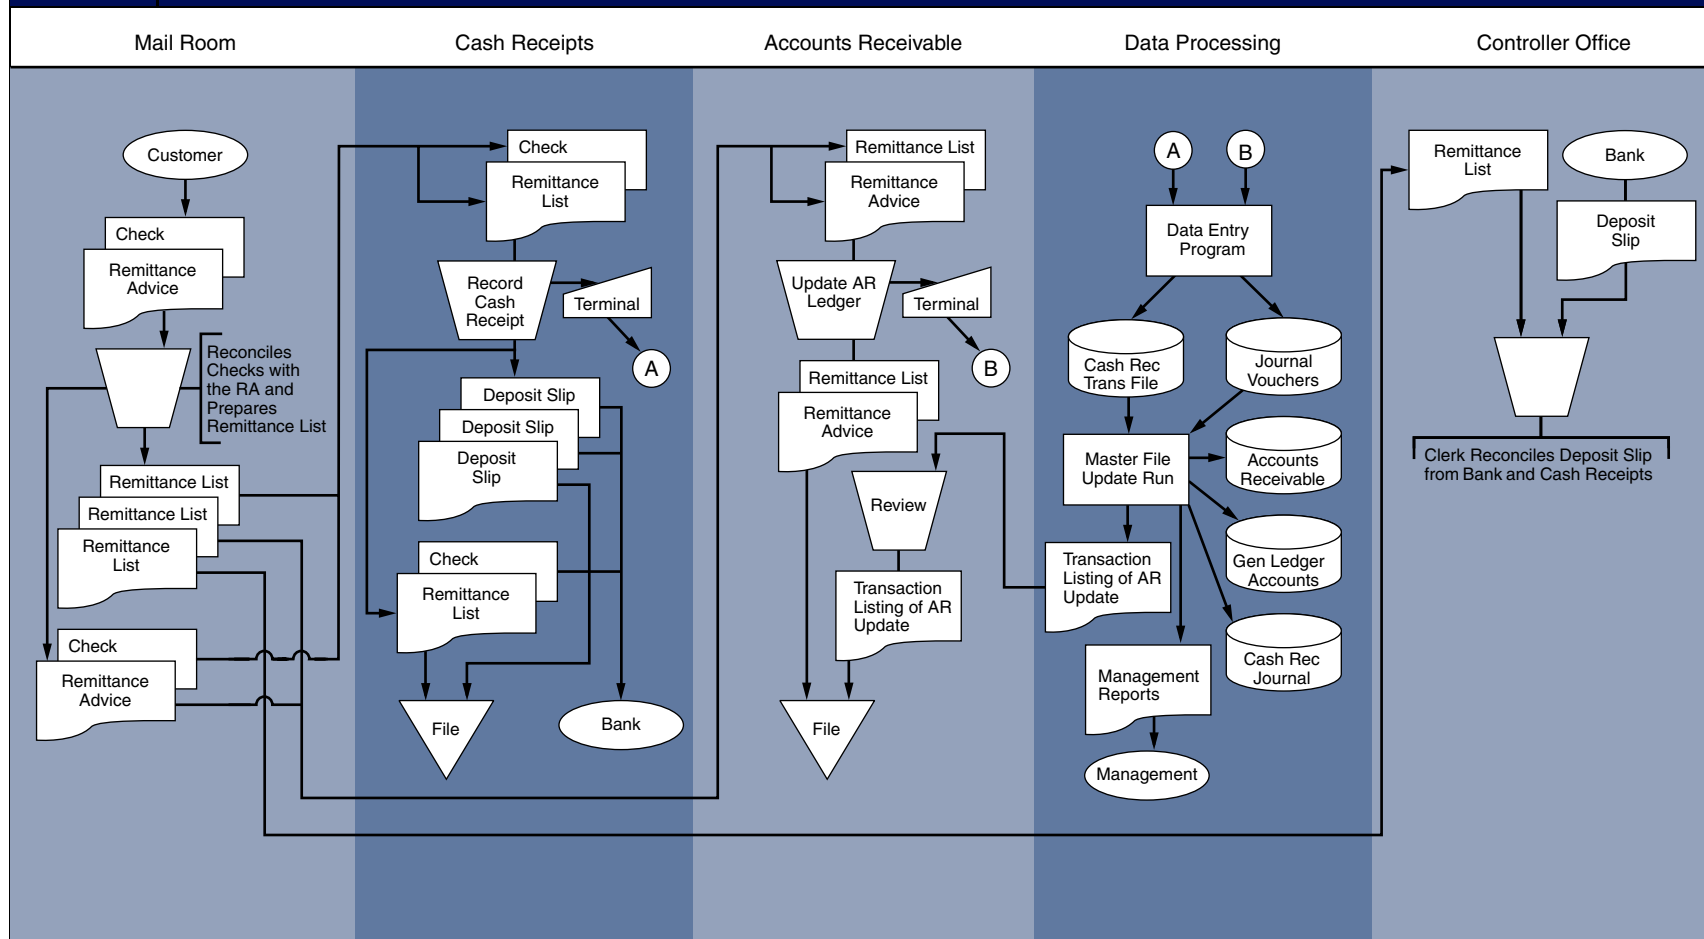 Mail Room
Cash Receipts
Accounts Receivable
Data Processing
Controller Office
Customer
Check
Remittance
Advice
Reconciles
Checks with
the RA and
Prepares
Remittance List
Remittance List
Remittance List
Remittance
List
Check
Remittance
Advice
Check
Remittance
List
Record
Cash
Receipt
Terminal
A
Deposit Slip
Deposit Slip
Deposit
Slip
Check
Remittance
List
File
Bank
Remittance List
Remittance
Advice
Update AR
Ledger
Terminal
B
Remittance List
Remittance
Advice
Review
Transaction
Listing of AR
Update
File
A
B
Data Entry
Program
Cash Rec
Trans File
Journal
Vouchers
Master File
Update Run
Accounts
Receivable
Gen Ledger
Accounts
Transaction
Listing of AR
Update
Cash Rec
Journal
Management
Reports
Management
Remittance
List
Bank
Deposit
Slip
Clerk Reconciles Deposit Slip
from Bank and Cash Receipts